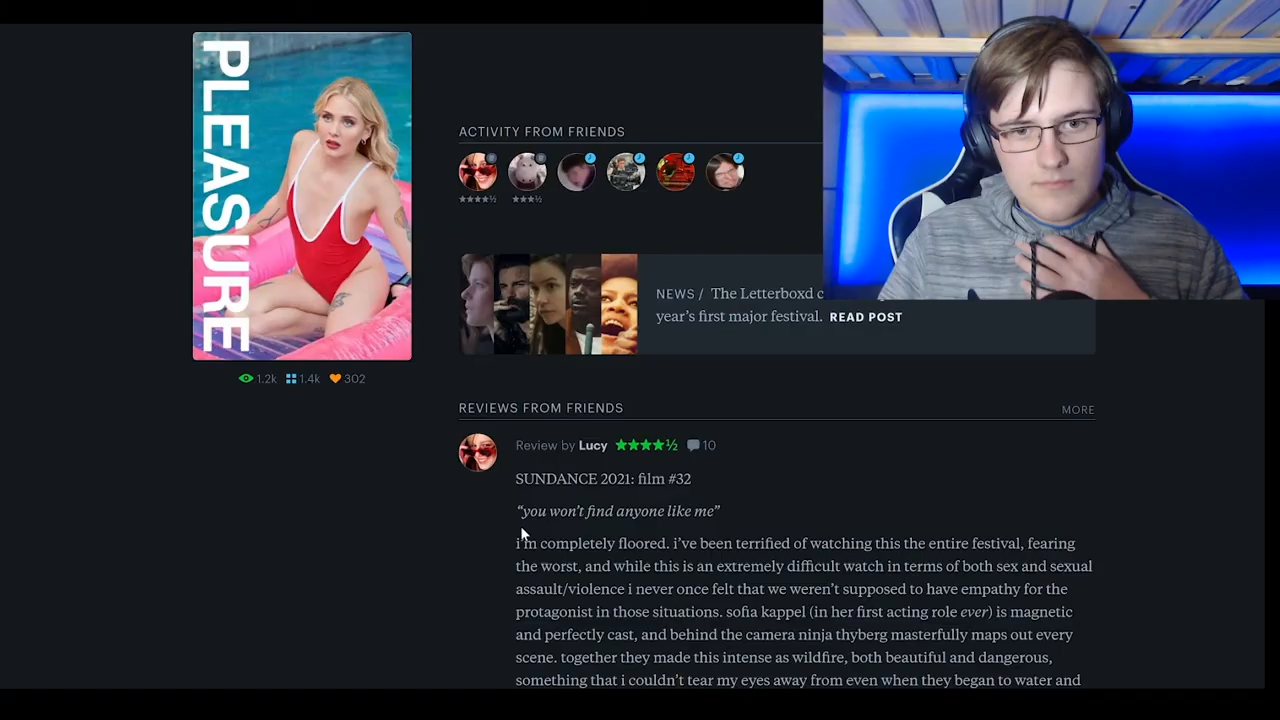 PLEASURE
1.2k 1.4k 302
ACTIVITY FROM FRIENDS
★★★★½ ★★★½
NEWS / The Letterboxd c
year’s first major festival. READ POST
REVIEWS FROM FRIENDS
MORE
Review by Lucy ★★★★½ 10
SUNDANCE 2021: film #32
“you won’t find anyone like me”
i’m completely floored. i’ve been terrified of watching this the entire festival, fearing
the worst, and while this is an extremely difficult watch in terms of both sex and sexual
assault/violence i never once felt that we weren’t supposed to have empathy for the
protagonist in those situations. sofia kappel (in her first acting role ever) is magnetic
and perfectly cast, and behind the camera ninja thyberg masterfully maps out every
scene. together they made this intense as wildfire, both beautiful and dangerous,
something that i couldn’t tear my eyes away from even when they began to water and